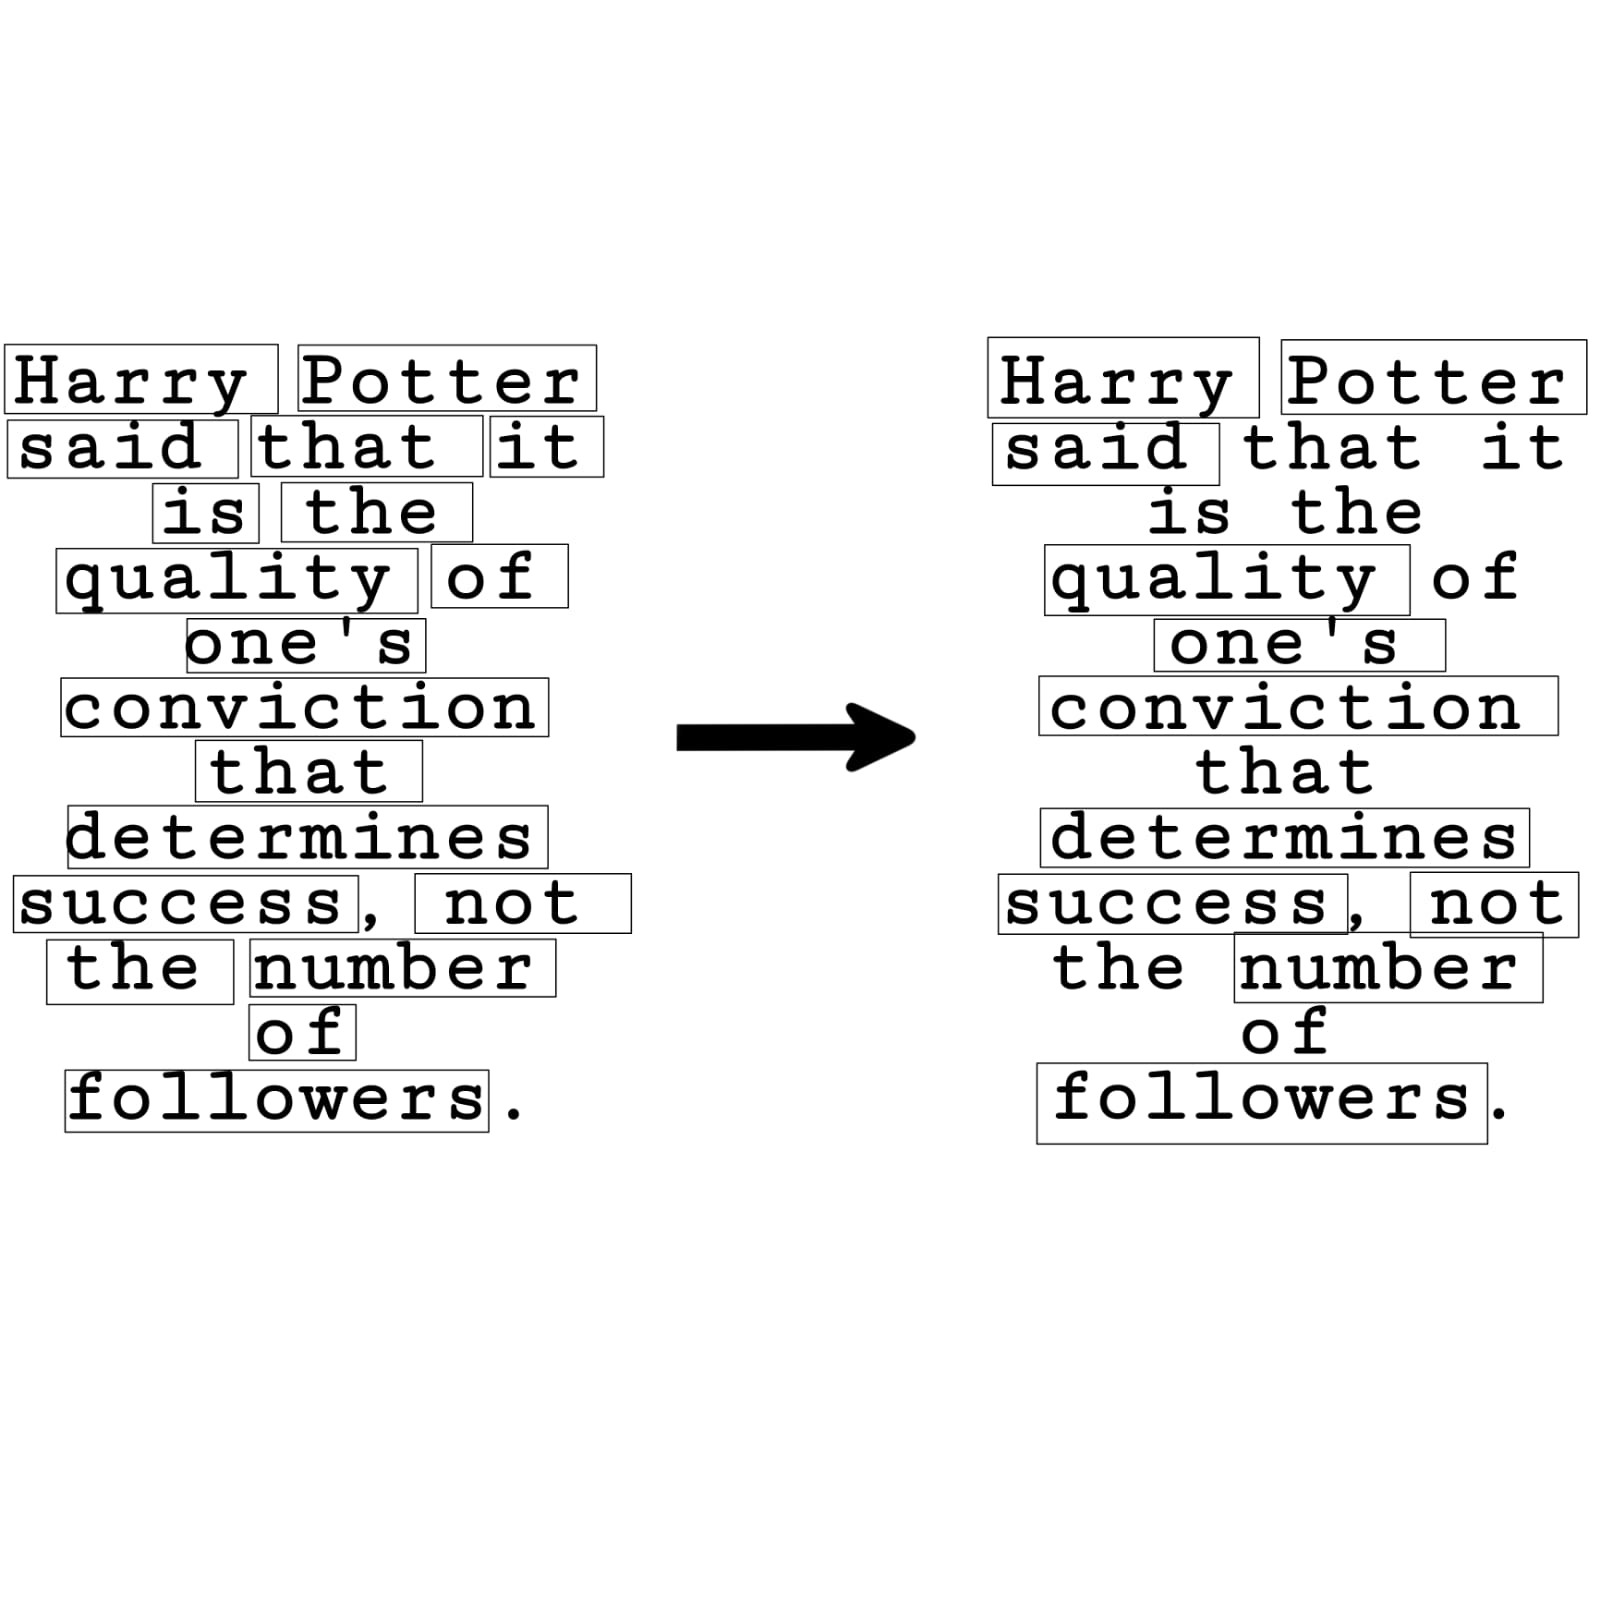 Harry Potter
said that it
is the
quality of
one's
conviction
that
determines
success, not
the number
of
followers.
Harry Potter
said that it
is the
quality of
one's
conviction
that
determines
success, not
the number
of
followers.